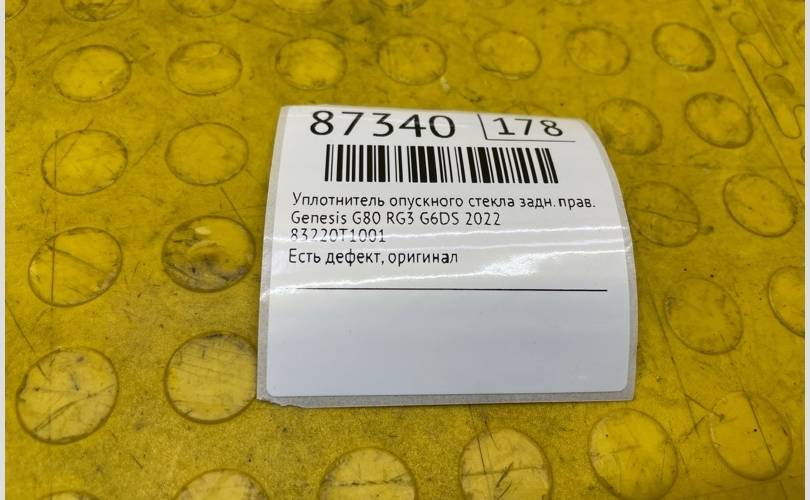 87340 178
Уплотнитель опускного стекла задн. прав.
Genesis G80 RG3 G6DS 2022
83220T1001
Есть дефект, оригинал